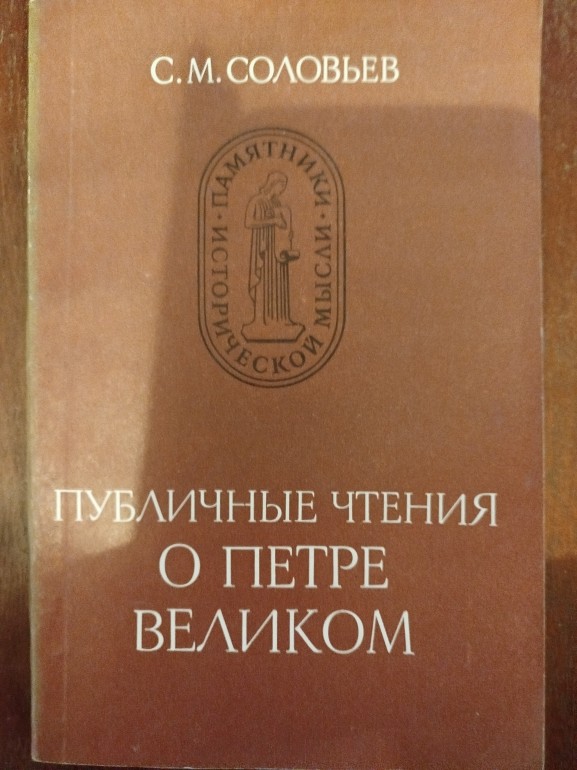 С. М. СОЛОВЬЕВ
ПАМЯТНИКИ · ИСТОРИЧЕСКОЙ МЫСЛИ ·
ПУБЛИЧНЫЕ ЧТЕНИЯ
О ПЕТРЕ
ВЕЛИКОМ